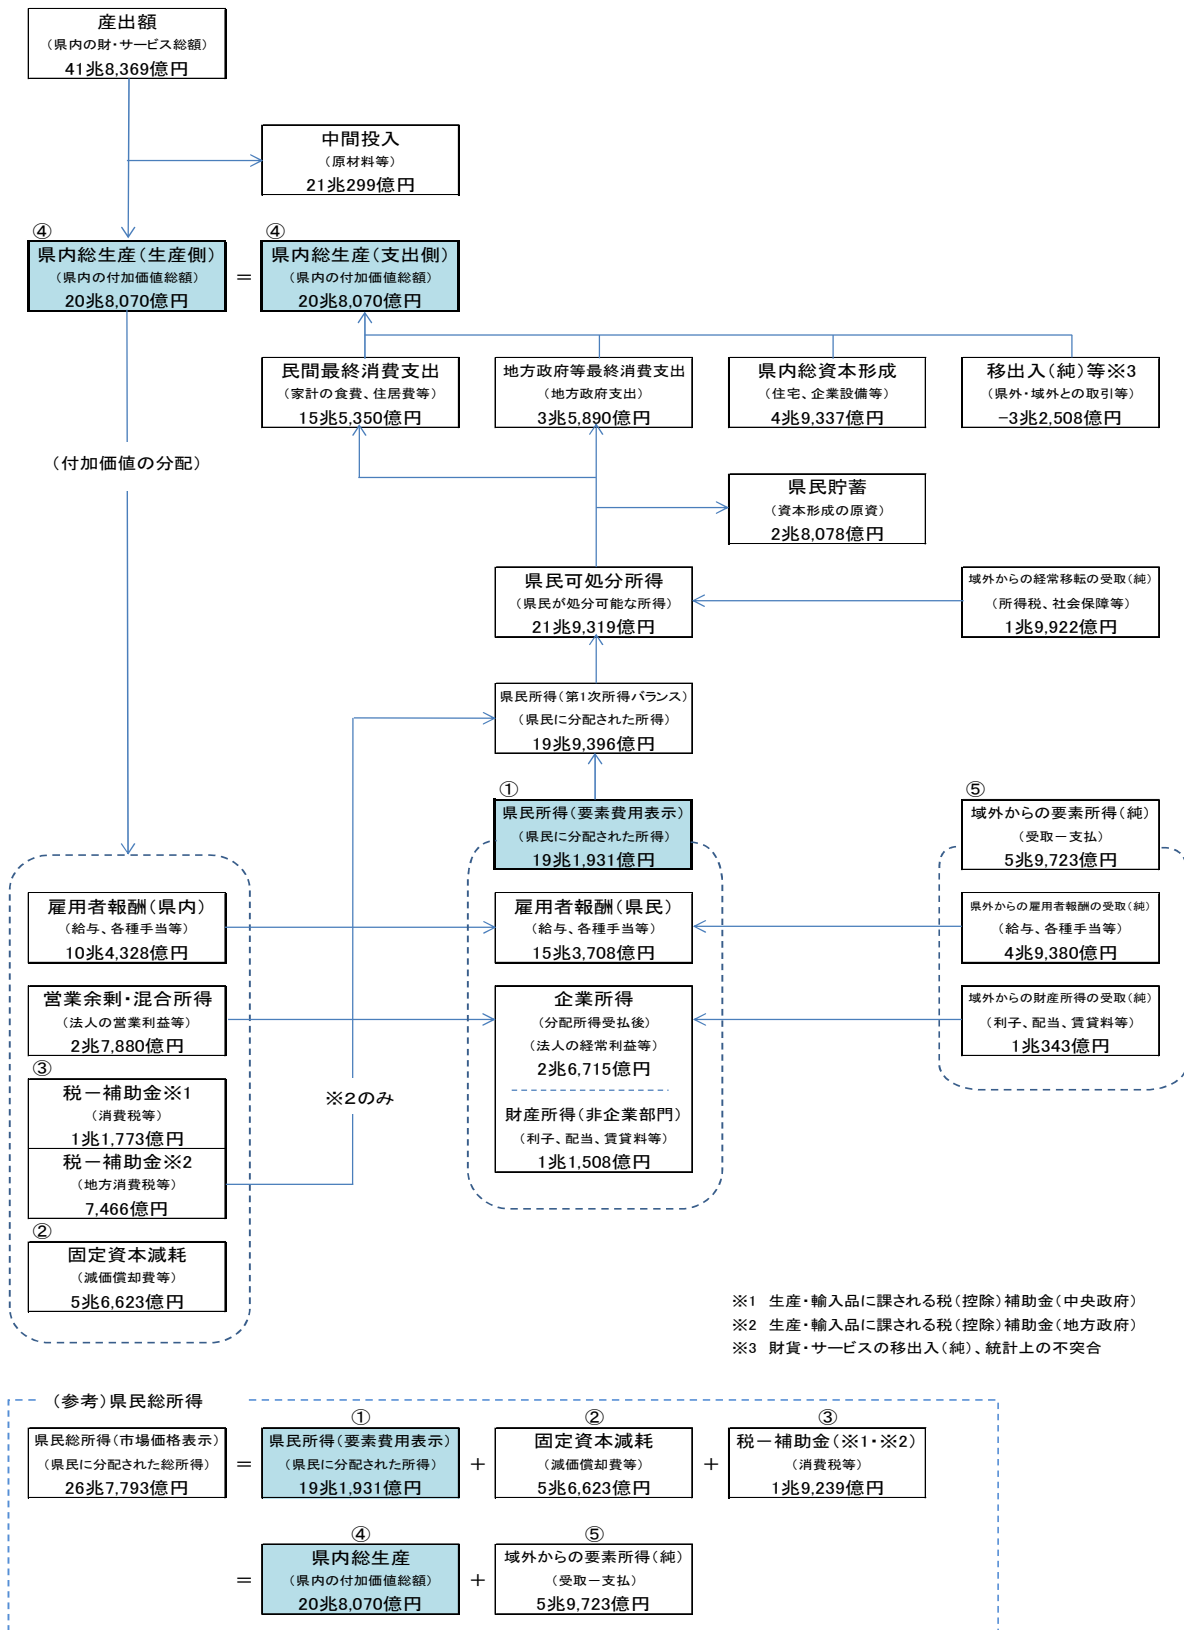 産出額
（県内の財・サービス総額）
41兆8,369億円
中間投入
（原材料等）
21兆299億円
④
県内総生産（生産側）
（県内の付加価値総額）
20兆8,070億円
＝
④
県内総生産（支出側）
（県内の付加価値総額）
20兆8,070億円
民間最終消費支出
（家計の食費、住居費等）
15兆5,350億円
地方政府等最終消費支出
（地方政府支出）
3兆5,890億円
県内総資本形成
（住宅、企業設備等）
4兆9,337億円
移出入（純）等※3
（県外・域外との取引等）
−3兆2,508億円
（付加価値の分配）
県民貯蓄
（資本形成の原資）
2兆8,078億円
県民可処分所得
（県民が処分可能な所得）
21兆9,319億円
域外からの経常移転の受取（純）
（所得税、社会保障等）
1兆9,922億円
県民所得（第1次所得バランス）
（県民に分配された所得）
19兆9,396億円
①
県民所得（要素費用表示）
（県民に分配された所得）
19兆1,931億円
⑤
域外からの要素所得（純）
（受取－支払）
5兆9,723億円
雇用者報酬（県内）
（給与、各種手当等）
10兆4,328億円
雇用者報酬（県民）
（給与、各種手当等）
15兆3,708億円
県外からの雇用者報酬の受取（純）
（給与、各種手当等）
4兆9,380億円
営業余剰・混合所得
（法人の営業利益等）
2兆7,880億円
企業所得
（分配所得受払後）
（法人の経常利益等）
2兆6,715億円
域外からの財産所得の受取（純）
（利子、配当、賃貸料等）
1兆343億円
③
税－補助金※1
（消費税等）
1兆1,773億円
※2のみ
財産所得（非企業部門）
（利子、配当、賃貸料等）
1兆1,508億円
税－補助金※2
（地方消費税等）
7,466億円
②
固定資本減耗
（減価償却費等）
5兆6,623億円
※1 生産・輸入品に課される税（控除）補助金（中央政府）
※2 生産・輸入品に課される税（控除）補助金（地方政府）
※3 財貨・サービスの移出入（純）、統計上の不突合
（参考）県民総所得
県民総所得（市場価格表示）
（県民に分配された総所得）
26兆7,793億円
＝
①
県民所得（要素費用表示）
（県民に分配された所得）
19兆1,931億円
＋
②
固定資本減耗
（減価償却費等）
5兆6,623億円
＋
③
税－補助金（※1・※2）
（消費税等）
1兆9,239億円
＝
④
県内総生産
（県内の付加価値総額）
20兆8,070億円
＋
⑤
域外からの要素所得（純）
（受取－支払）
5兆9,723億円